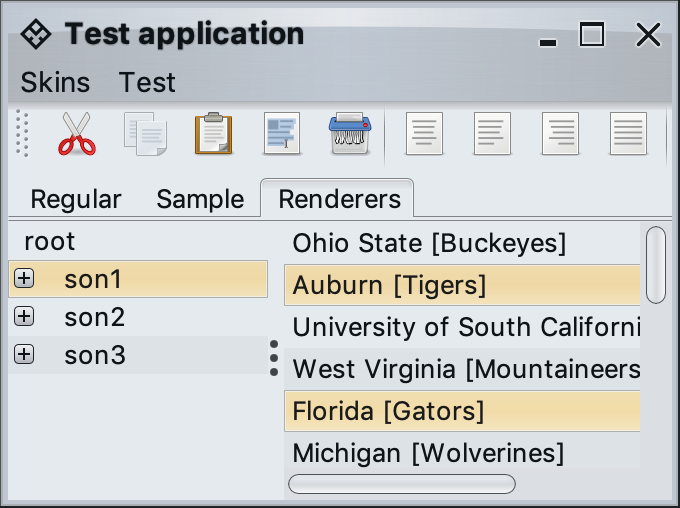 Test application
Skins Test
Regular Sample Renderers
root
son1
son2
son3
Ohio State [Buckeyes]
Auburn [Tigers]
University of South Californi
West Virginia [Mountaineers
Florida [Gators]
Michigan [Wolverines]